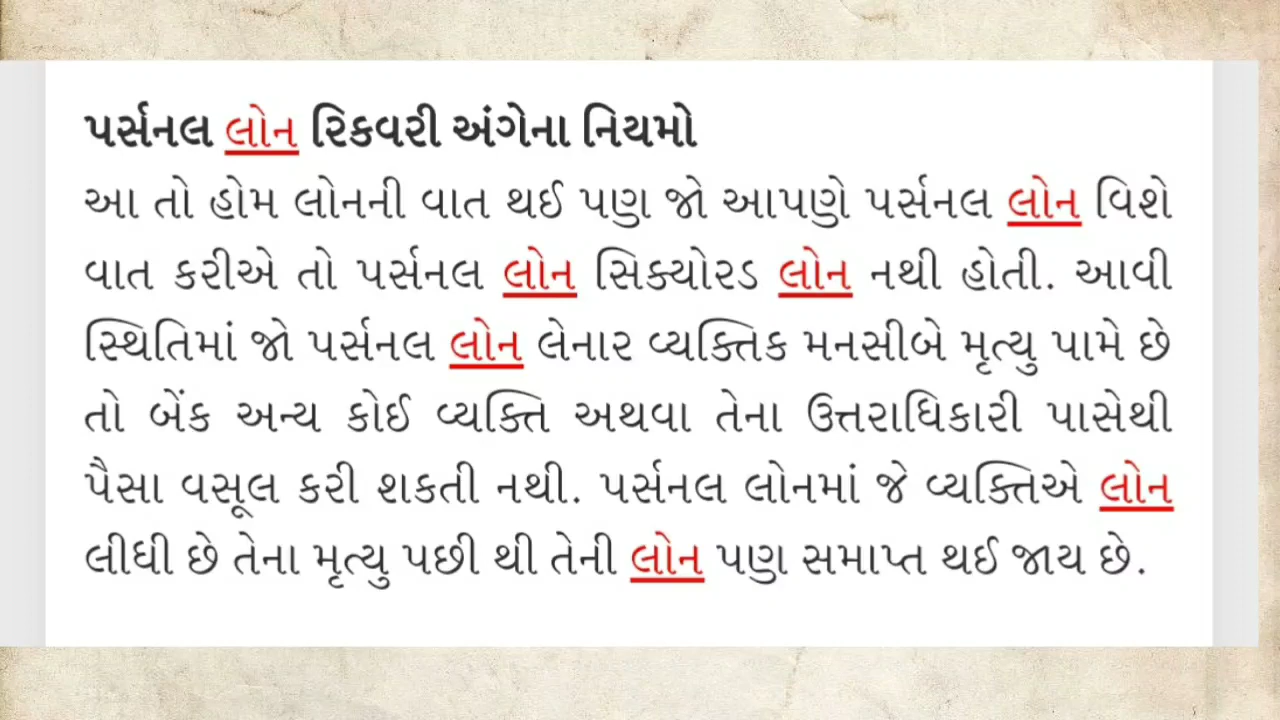 પર્સનલ લોન રિકવરી અંગેના નિયમો
આ તો હોમ લોનની વાત થઈ પણ જો આપણે પર્સનલ લોન વિશે
વાત કરીએ તો પર્સનલ લોન સિક્યોરડ લોન નથી હોતી. આવી
સ્થિતિમાં જો પર્સનલ લોન લેનાર વ્યક્તિક મનસીબે મૃત્યુ પામે છે
તો બેંક અન્ય કોઈ વ્યક્તિ અથવા તેના ઉત્તરાધિકારી પાસેથી
પૈસા વસૂલ કરી શકતી નથી. પર્સનલ લોનમાં જે વ્યક્તિએ લોન
લીધી છે તેના મૃત્યુ પછી થી તેની લોન પણ સમાપ્ત થઈ જાય છે.